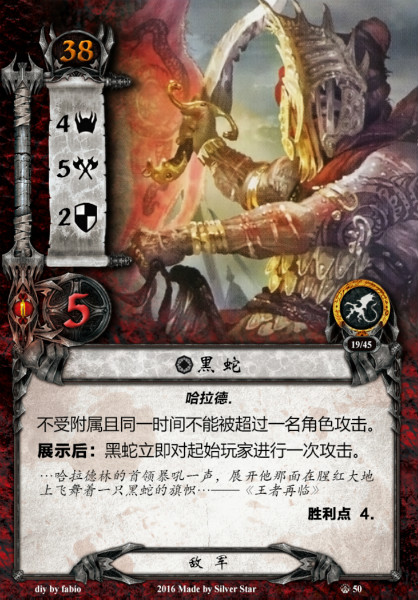 38
4
5
2
5
19/45
黑蛇
哈拉德.
不受附属且同一时间不能被超过一名角色攻击。
展示后：黑蛇立即对起始玩家进行一次攻击。
…哈拉德林的首领暴吼一声，展开他那面在腥红大地
上飞舞着一只黑蛇的旗帜…——《王者再临》
胜利点 4.
敌军
diy by fabio
2016 Made by Silver Star
50